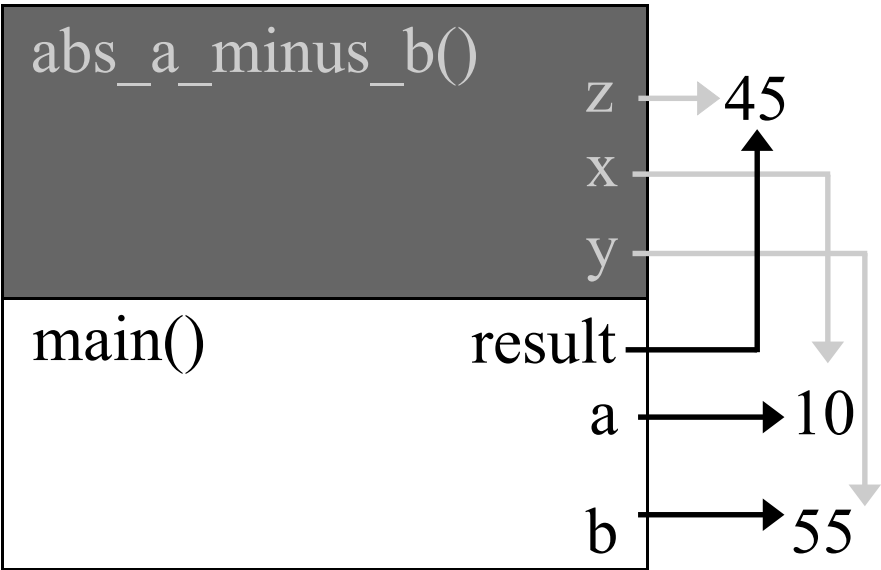 abs_a_minus_b()
z 45
x
y
main() result
a 10
b 55